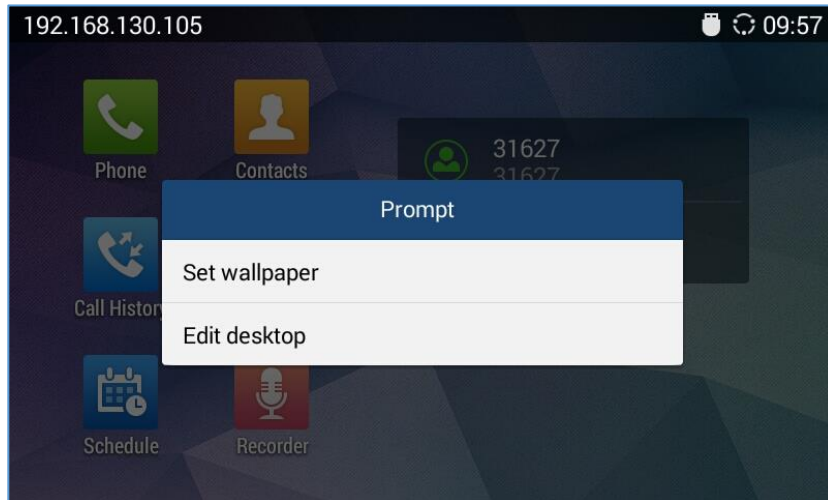 192.168.130.105 09:57
Phone
Contacts
31627
31627
Prompt
Set wallpaper
Edit desktop
Call History
Schedule
Recorder